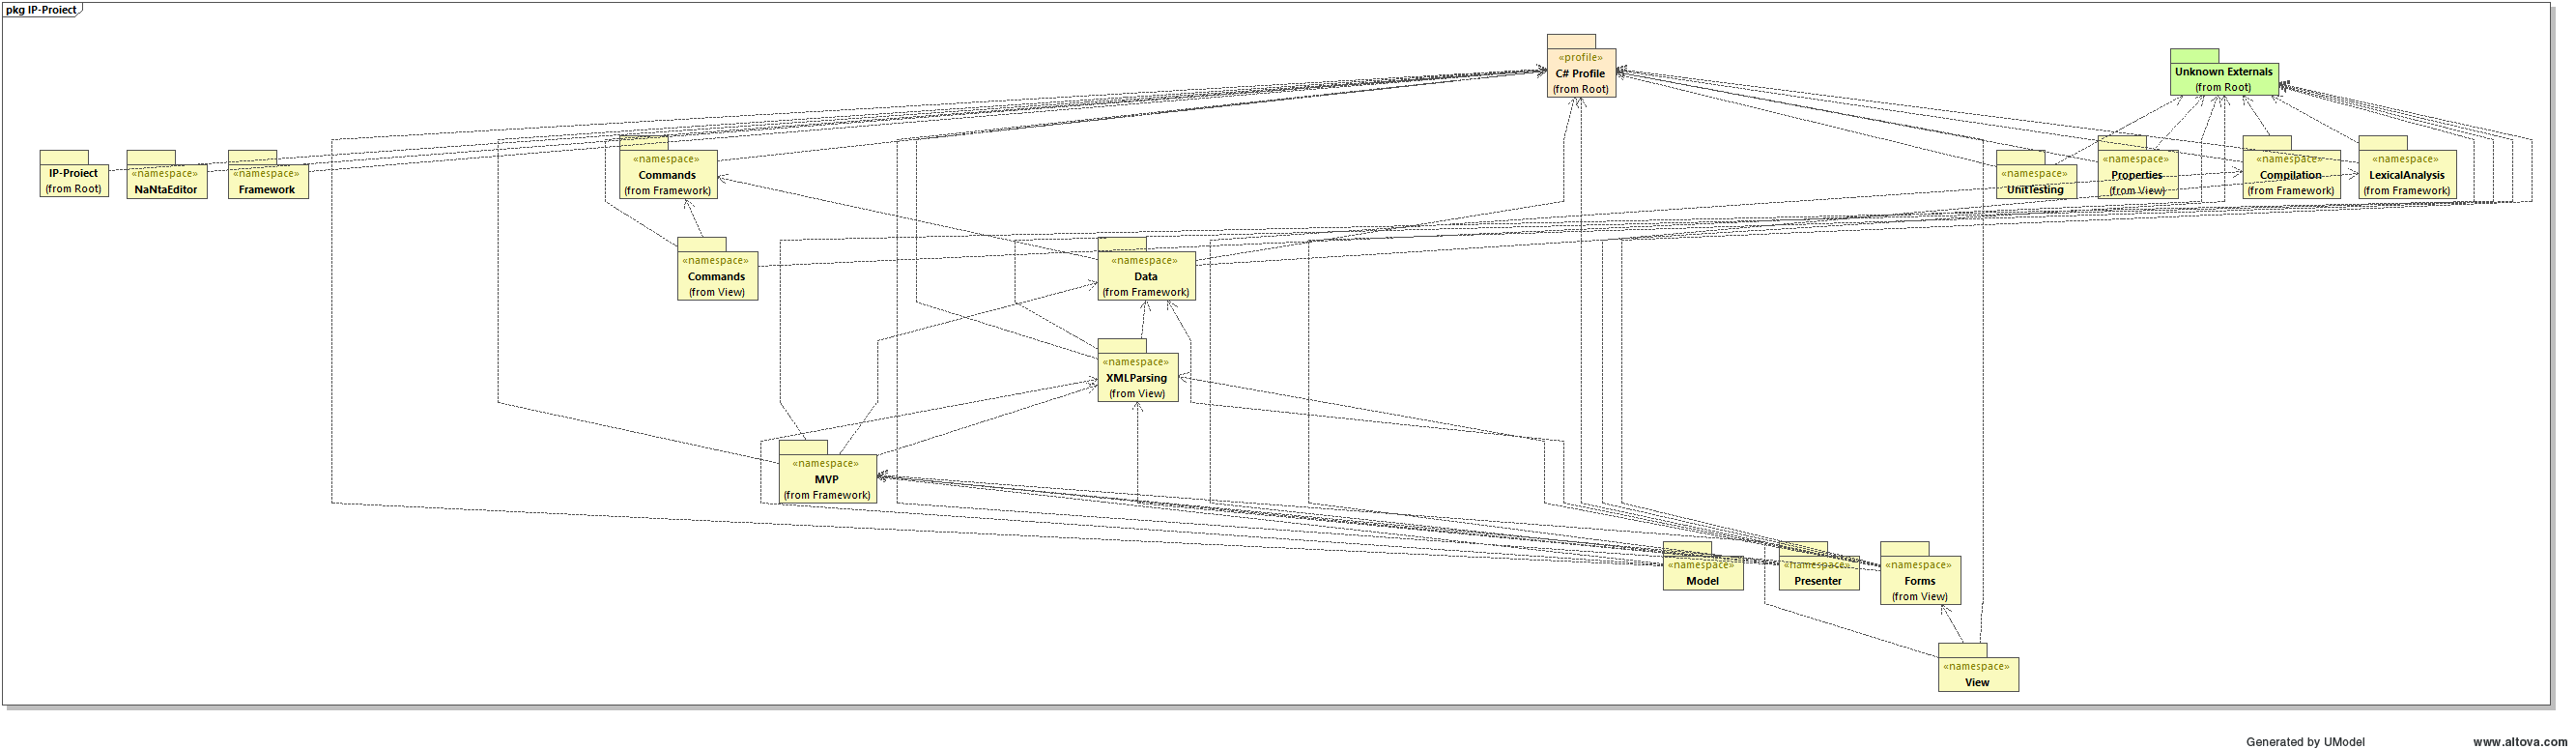 pkg IP-Proiect
«profile»
C# Profile
(from Root)
Unknown Externals
(from Root)
IP-Proiect
(from Root)
«namespace»
NaNtaEditor
«namespace»
Framework
«namespace»
Commands
(from Framework)
«namespace»
UnitTesting
«namespace»
Properties
(from View)
«namespace»
Compilation
(from Framework)
«namespace»
LexicalAnalysis
(from Framework)
«namespace»
Commands
(from View)
«namespace»
Data
(from Framework)
«namespace»
XMLParsing
(from View)
«namespace»
MVP
(from Framework)
«namespace»
Model
«namespace»
Presenter
«namespace»
Forms
(from View)
«namespace»
View
Generated by UModel
www.altova.com